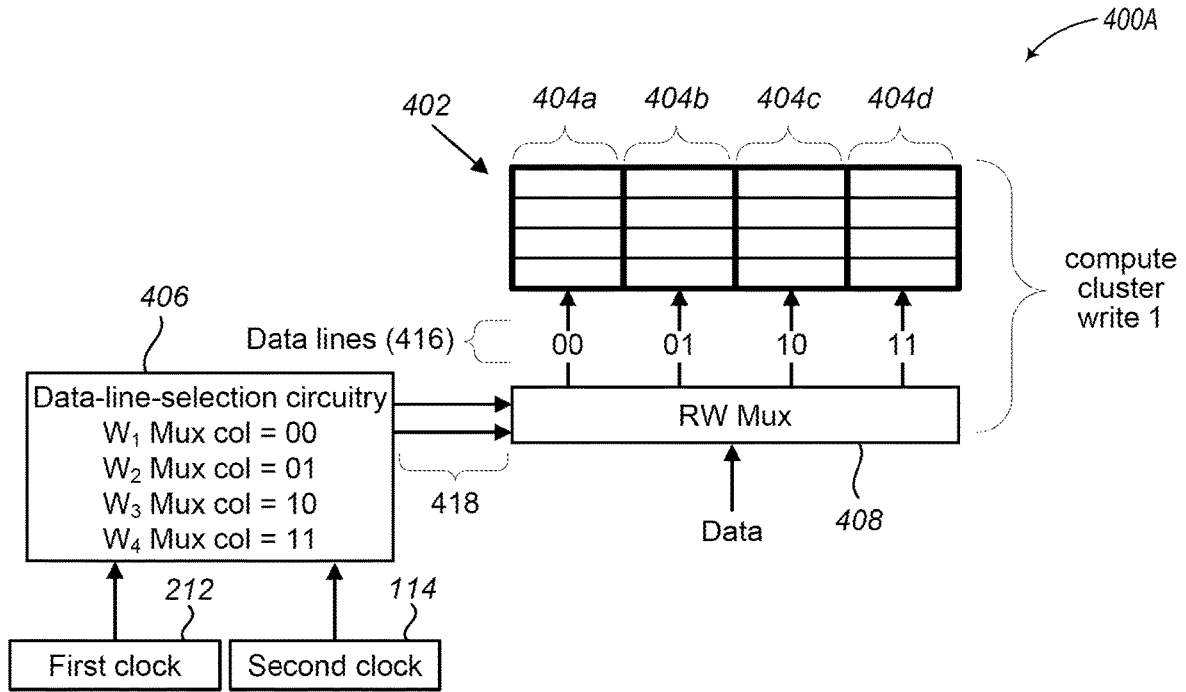 400A
402
404a 404b 404c 404d
compute
cluster
write 1
406
Data lines (416)
00 01 10 11
Data-line-selection circuitry
W₁ Mux col = 00
W₂ Mux col = 01
W₃ Mux col = 10
W₄ Mux col = 11
RW Mux
418
Data
408
212
114
First clock
Second clock